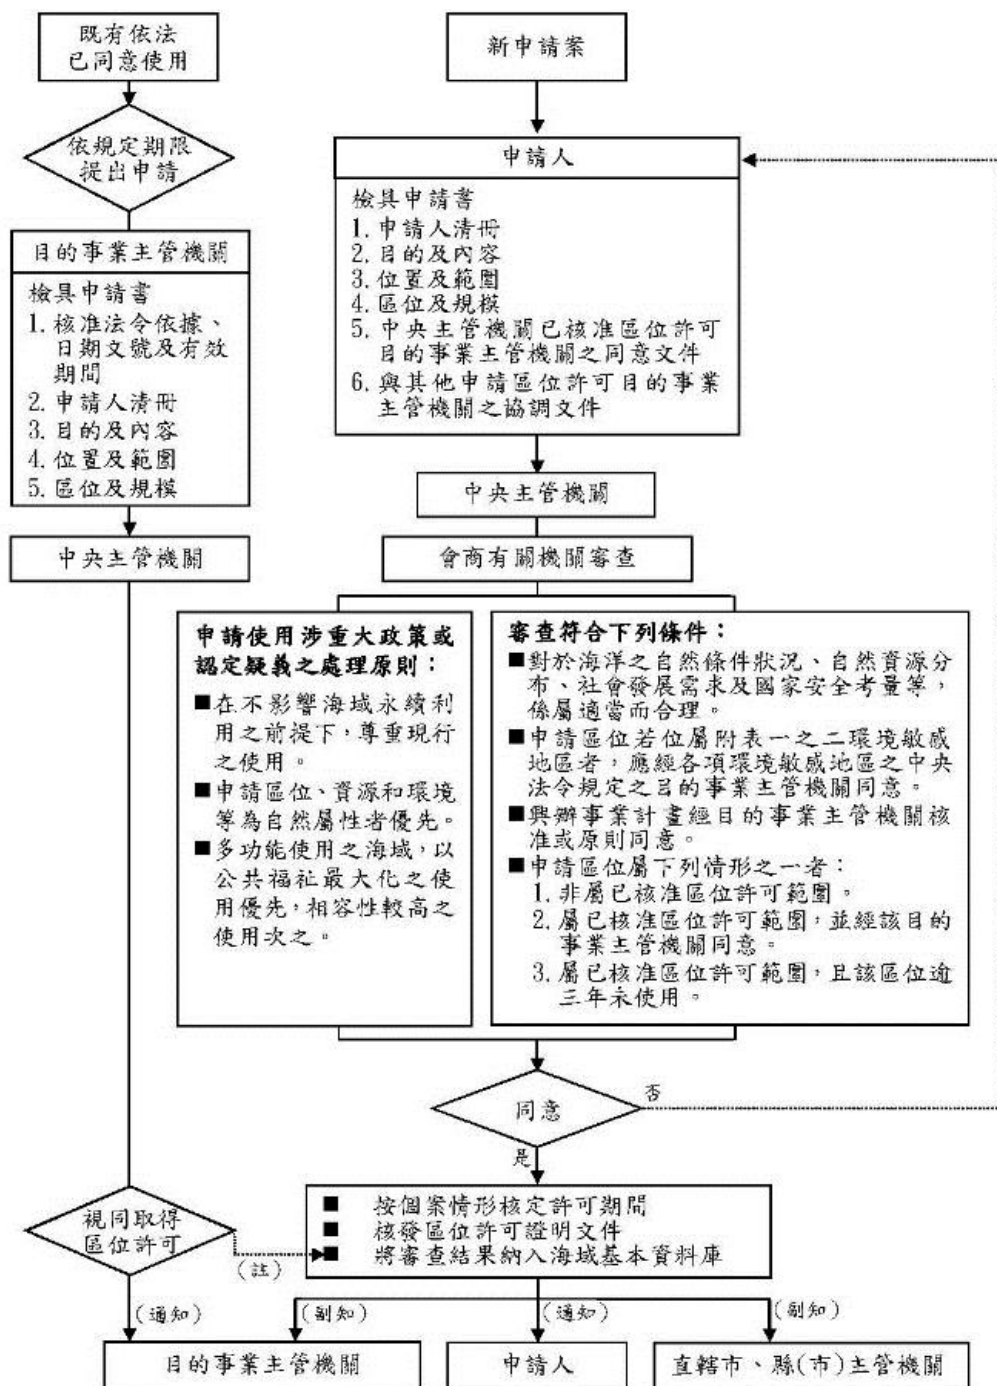 既有依法
已同意使用
依規定期限
提出申請
目的事業主管機關
檢具申請書
1. 核准法令依據、
日期文號及有效
期間
2. 申請人清冊
3. 目的及內容
4. 位置及範圍
5. 區位及規模
中央主管機關
新申請案
申請人
檢具申請書
1. 申請人清冊
2. 目的及內容
3. 位置及範圍
4. 區位及規模
5. 中央主管機關已核准區位許可
目的事業主管機關之同意文件
6. 與其他申請區位許可目的事業
主管機關之協調文件
中央主管機關
會商有關機關審查
申請使用涉重大政策或
認定疑義之處理原則：
■在不影響海域永續利
用之前提下，尊重現行
之使用。
■申請區位、資源和環境
等為自然屬性者優先。
■多功能使用之海域，以
公共福祉最大化之使
用優先，相容性較高之
使用次之。
審查符合下列條件：
■對於海洋之自然條件狀況、自然資源分
布、社會發展需求及國家安全考量等，
係屬適當而合理。
■申請區位若位屬附表一之二環境敏感
地區者，應經各項環境敏感地區之中央
法令規定之目的事業主管機關同意。
■興辦事業計畫經目的事業主管機關核
准或原則同意。
■申請區位屬下列情形之一者：
1. 非屬已核准區位許可範圍。
2. 屬已核准區位許可範圍，並經該目的
事業主管機關同意。
3. 屬已核准區位許可範圍，且該區位逾
三年未使用。
同意
否
是
視同取得
區位許可
(註)
■ 按個案情形核定許可期間
■ 核發區位許可證明文件
■ 將審查結果納入海域基本資料庫
(通知)
(副知)
(通知)
(副知)
目的事業主管機關
申請人
直轄市、縣(市)主管機關